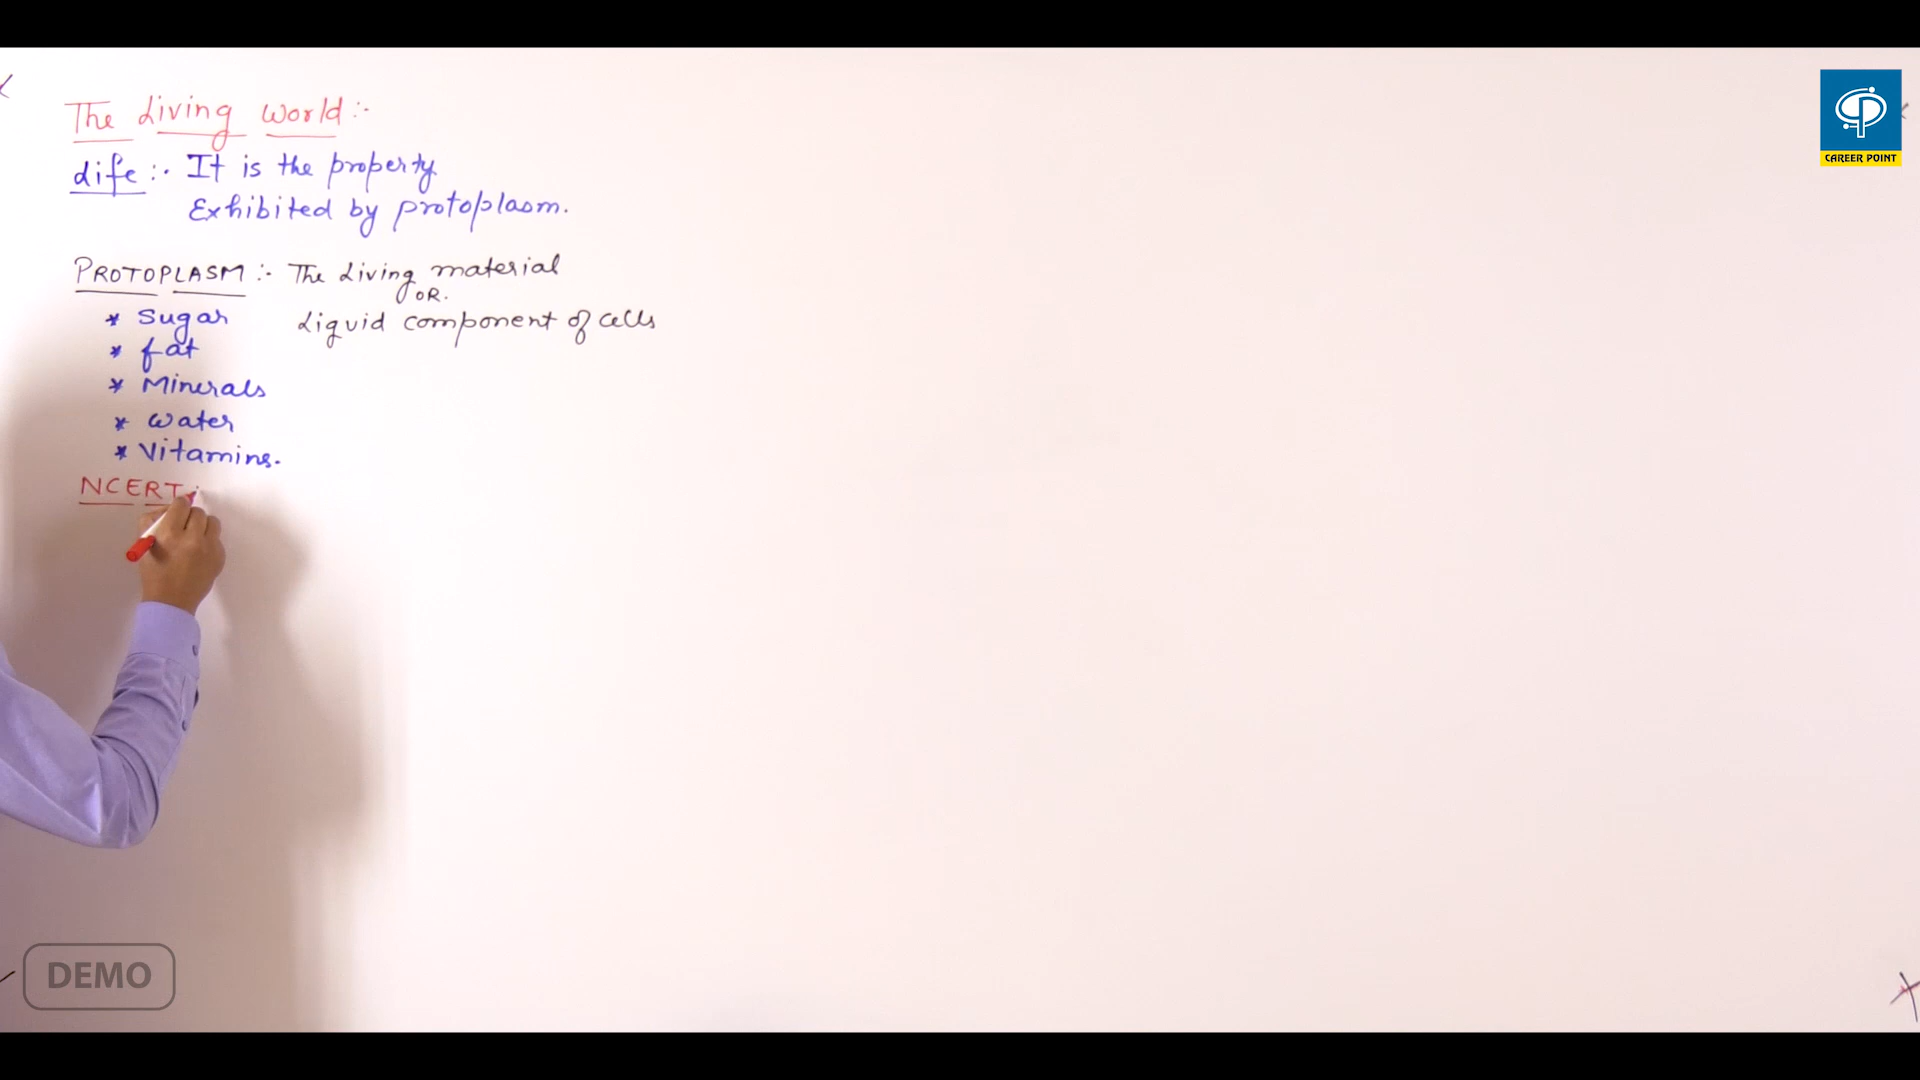 The Living World :-
Life :- It is the property
Exhibited by protoplasm.
PROTOPLASM :- The Living material
OR.
Liquid component of cells
* Sugar
* fat
* Minerals
* Water
* Vitamins.
NCERT
CAREER POINT
DEMO